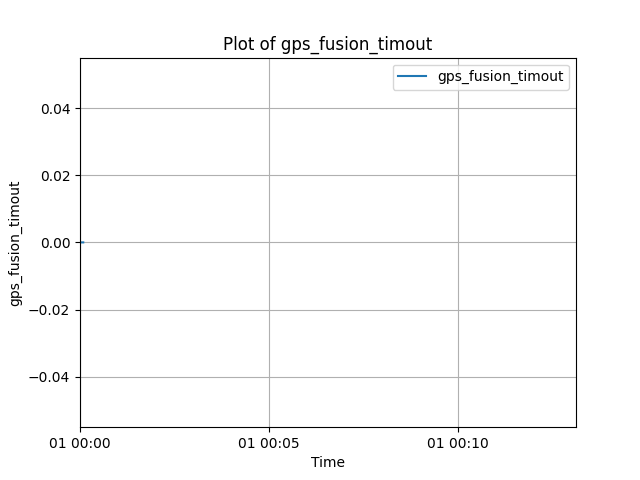 Plot of gps_fusion_timout
gps_fusion_timout
0.04
0.02
0.00
−0.02
−0.04
gps_fusion_timout
01 00:00
01 00:05
01 00:10
Time